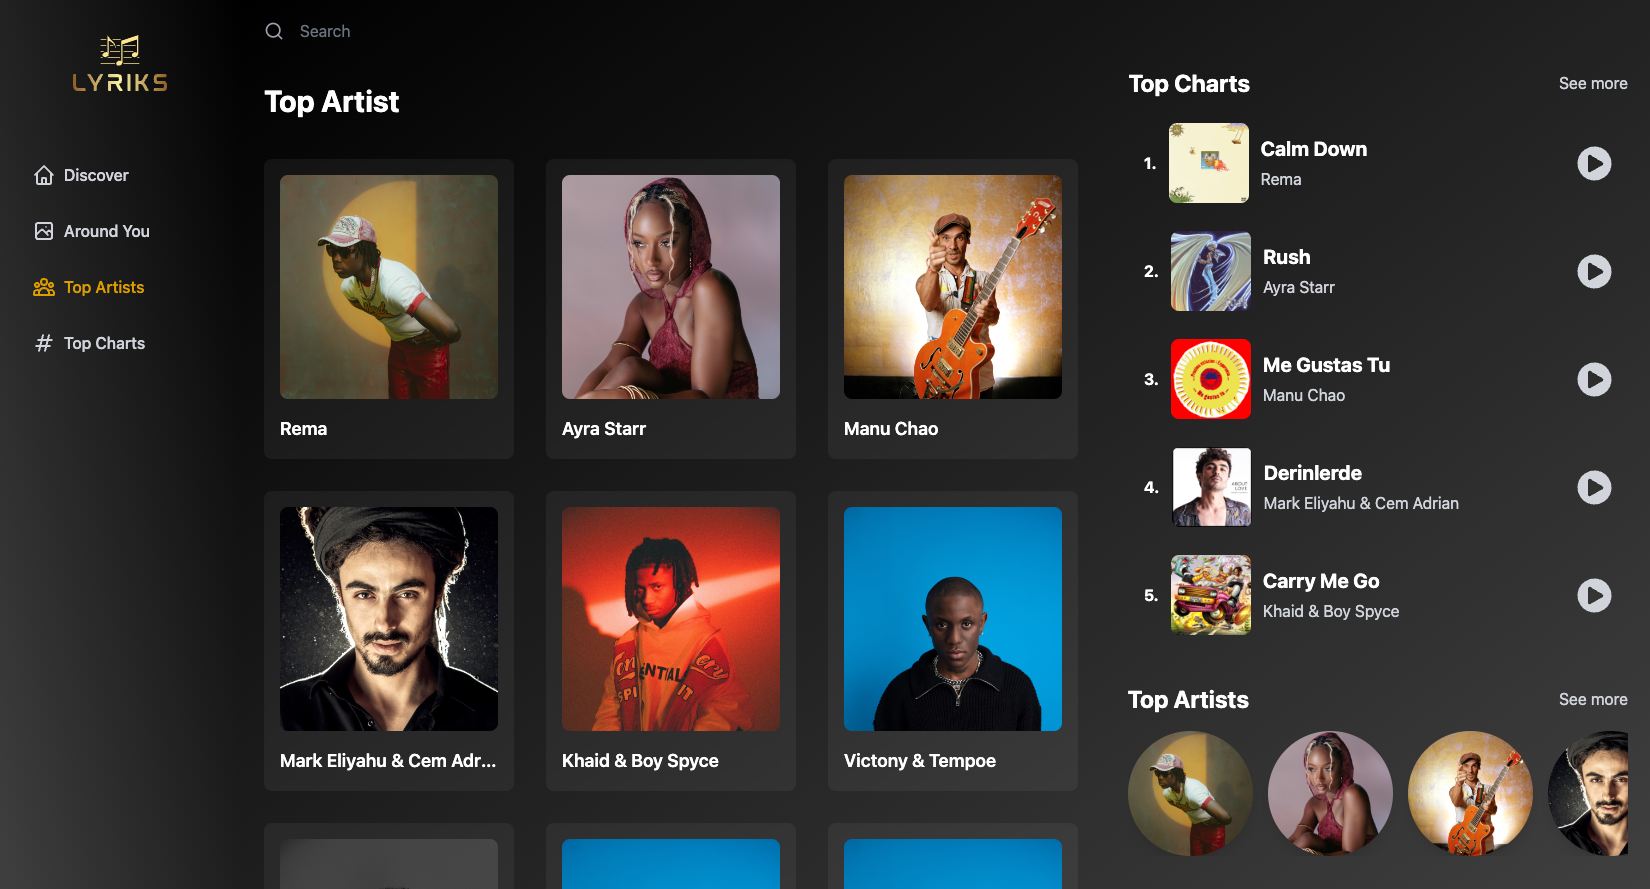 LYRIKS
Search
Discover
Around You
Top Artists
Top Charts
Top Artist
Rema
Ayra Starr
Manu Chao
Mark Eliyahu & Cem Adr...
Khaid & Boy Spyce
Victony & Tempoe
Top Charts
See more
1.
Calm Down
Rema
2.
Rush
Ayra Starr
3.
Me Gustas Tu
Manu Chao
4.
ABOUT
LOVE
Derinlerde
Mark Eliyahu & Cem Adrian
5.
Carry Me Go
Khaid & Boy Spyce
Top Artists
See more